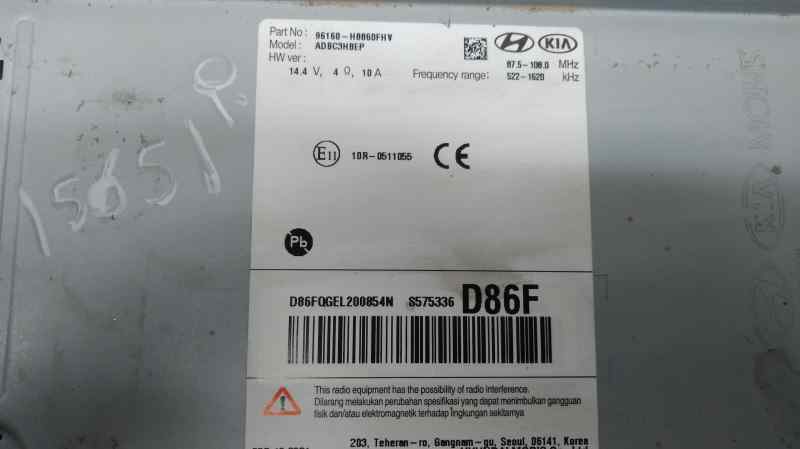 Part No : 96160-H8060FHV
Model: ADBC3H8EP
HW ver :
14.4 V, 4 Ω, 10 A
KIA
87.5-108.0 MHz
Frequency range: 522-1620 kHz
E11 10R-0511055 CE
Pb
D86FQGEL200854N S575336 D86F
This radio equipment has the possibility of radio interference.
Dilarang melakukan perubahan spesifikasi yang dapat menimbulkan gangguan
fisik dan/atau elektromagnetik terhadap lingkungan sekitarnya
203, Teheran-ro, Gangnam-gu, Seoul, 06141, Korea
15651
KIA